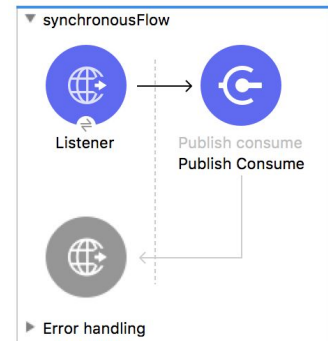 synchronousFlow
Listener
Publish consume
Publish Consume
Error handling